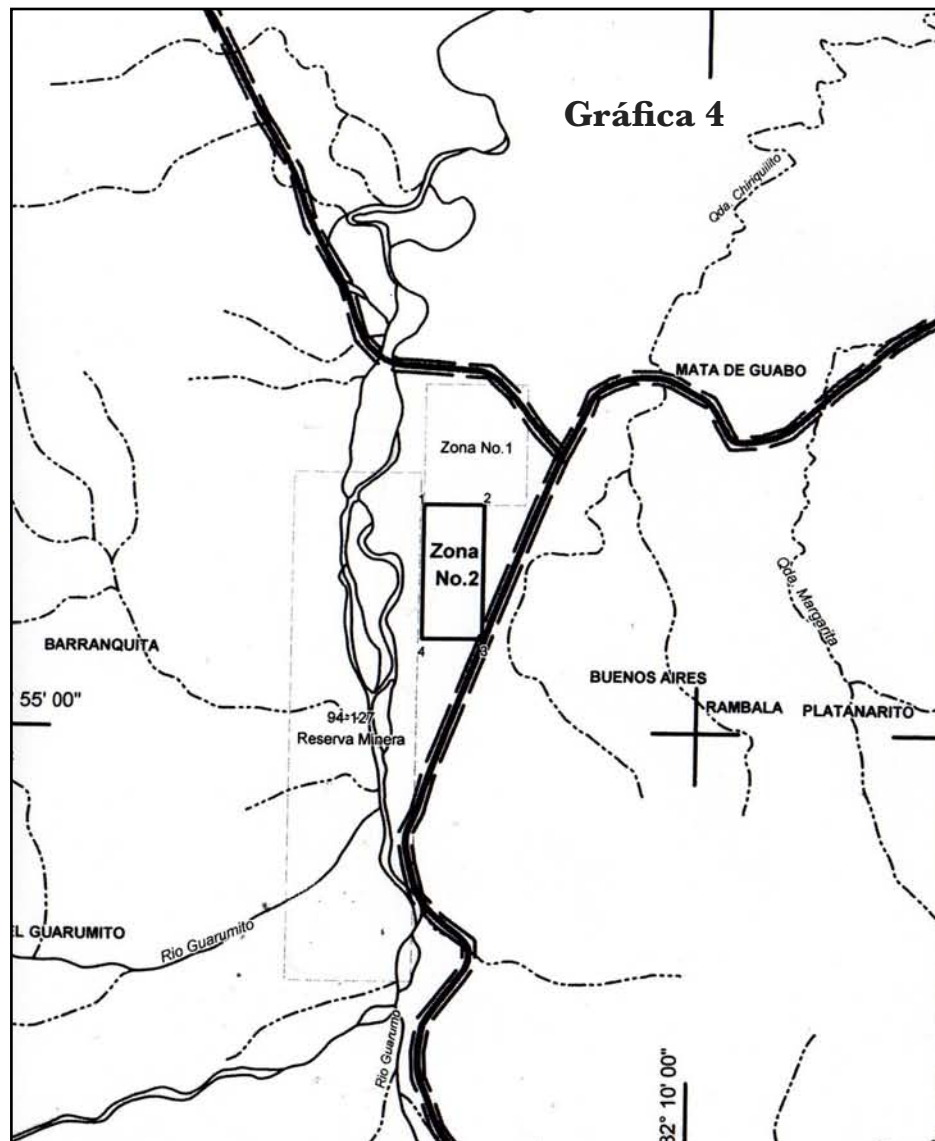 Gráfica 4
Qda. Chiriquilito
MATA DE GUABO
Zona No.1
1
2
Zona
No.2
Qda. Margarita
BARRANQUITA
4
3
BUENOS AIRES
55' 00"
RAMBALA
PLATANARITO
94-127
Reserva Minera
EL GUARUMITO
Rio Guarumito
Rio Guarumo
82° 10' 00"